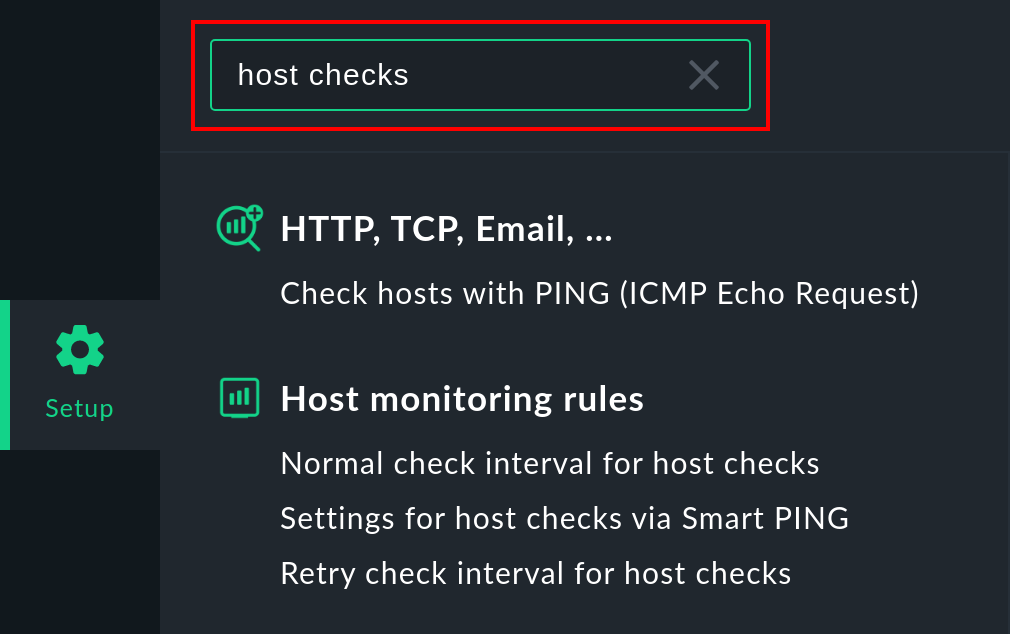 host checks
HTTP, TCP, Email, ...
Check hosts with PING (ICMP Echo Request)
Setup
Host monitoring rules
Normal check interval for host checks
Settings for host checks via Smart PING
Retry check interval for host checks